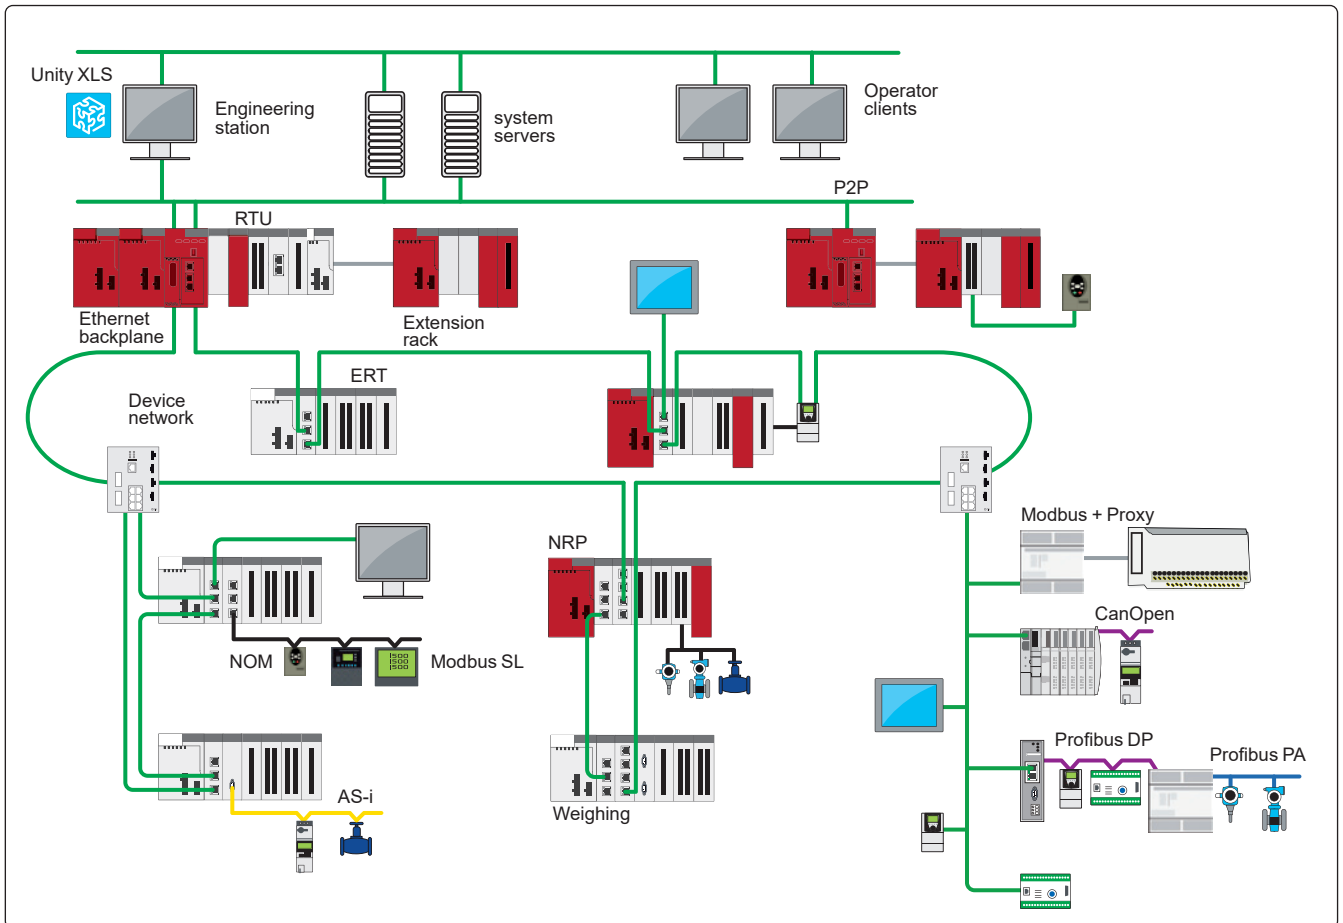 Unity XLS
Engineering
station
system
servers
Operator
clients
P2P
RTU
Ethernet
backplane
Extension
rack
ERT
Device
network
Modbus + Proxy
NRP
CanOpen
NOM
Modbus SL
1500
1500
1500
Profibus DP
Profibus PA
AS-i
Weighing